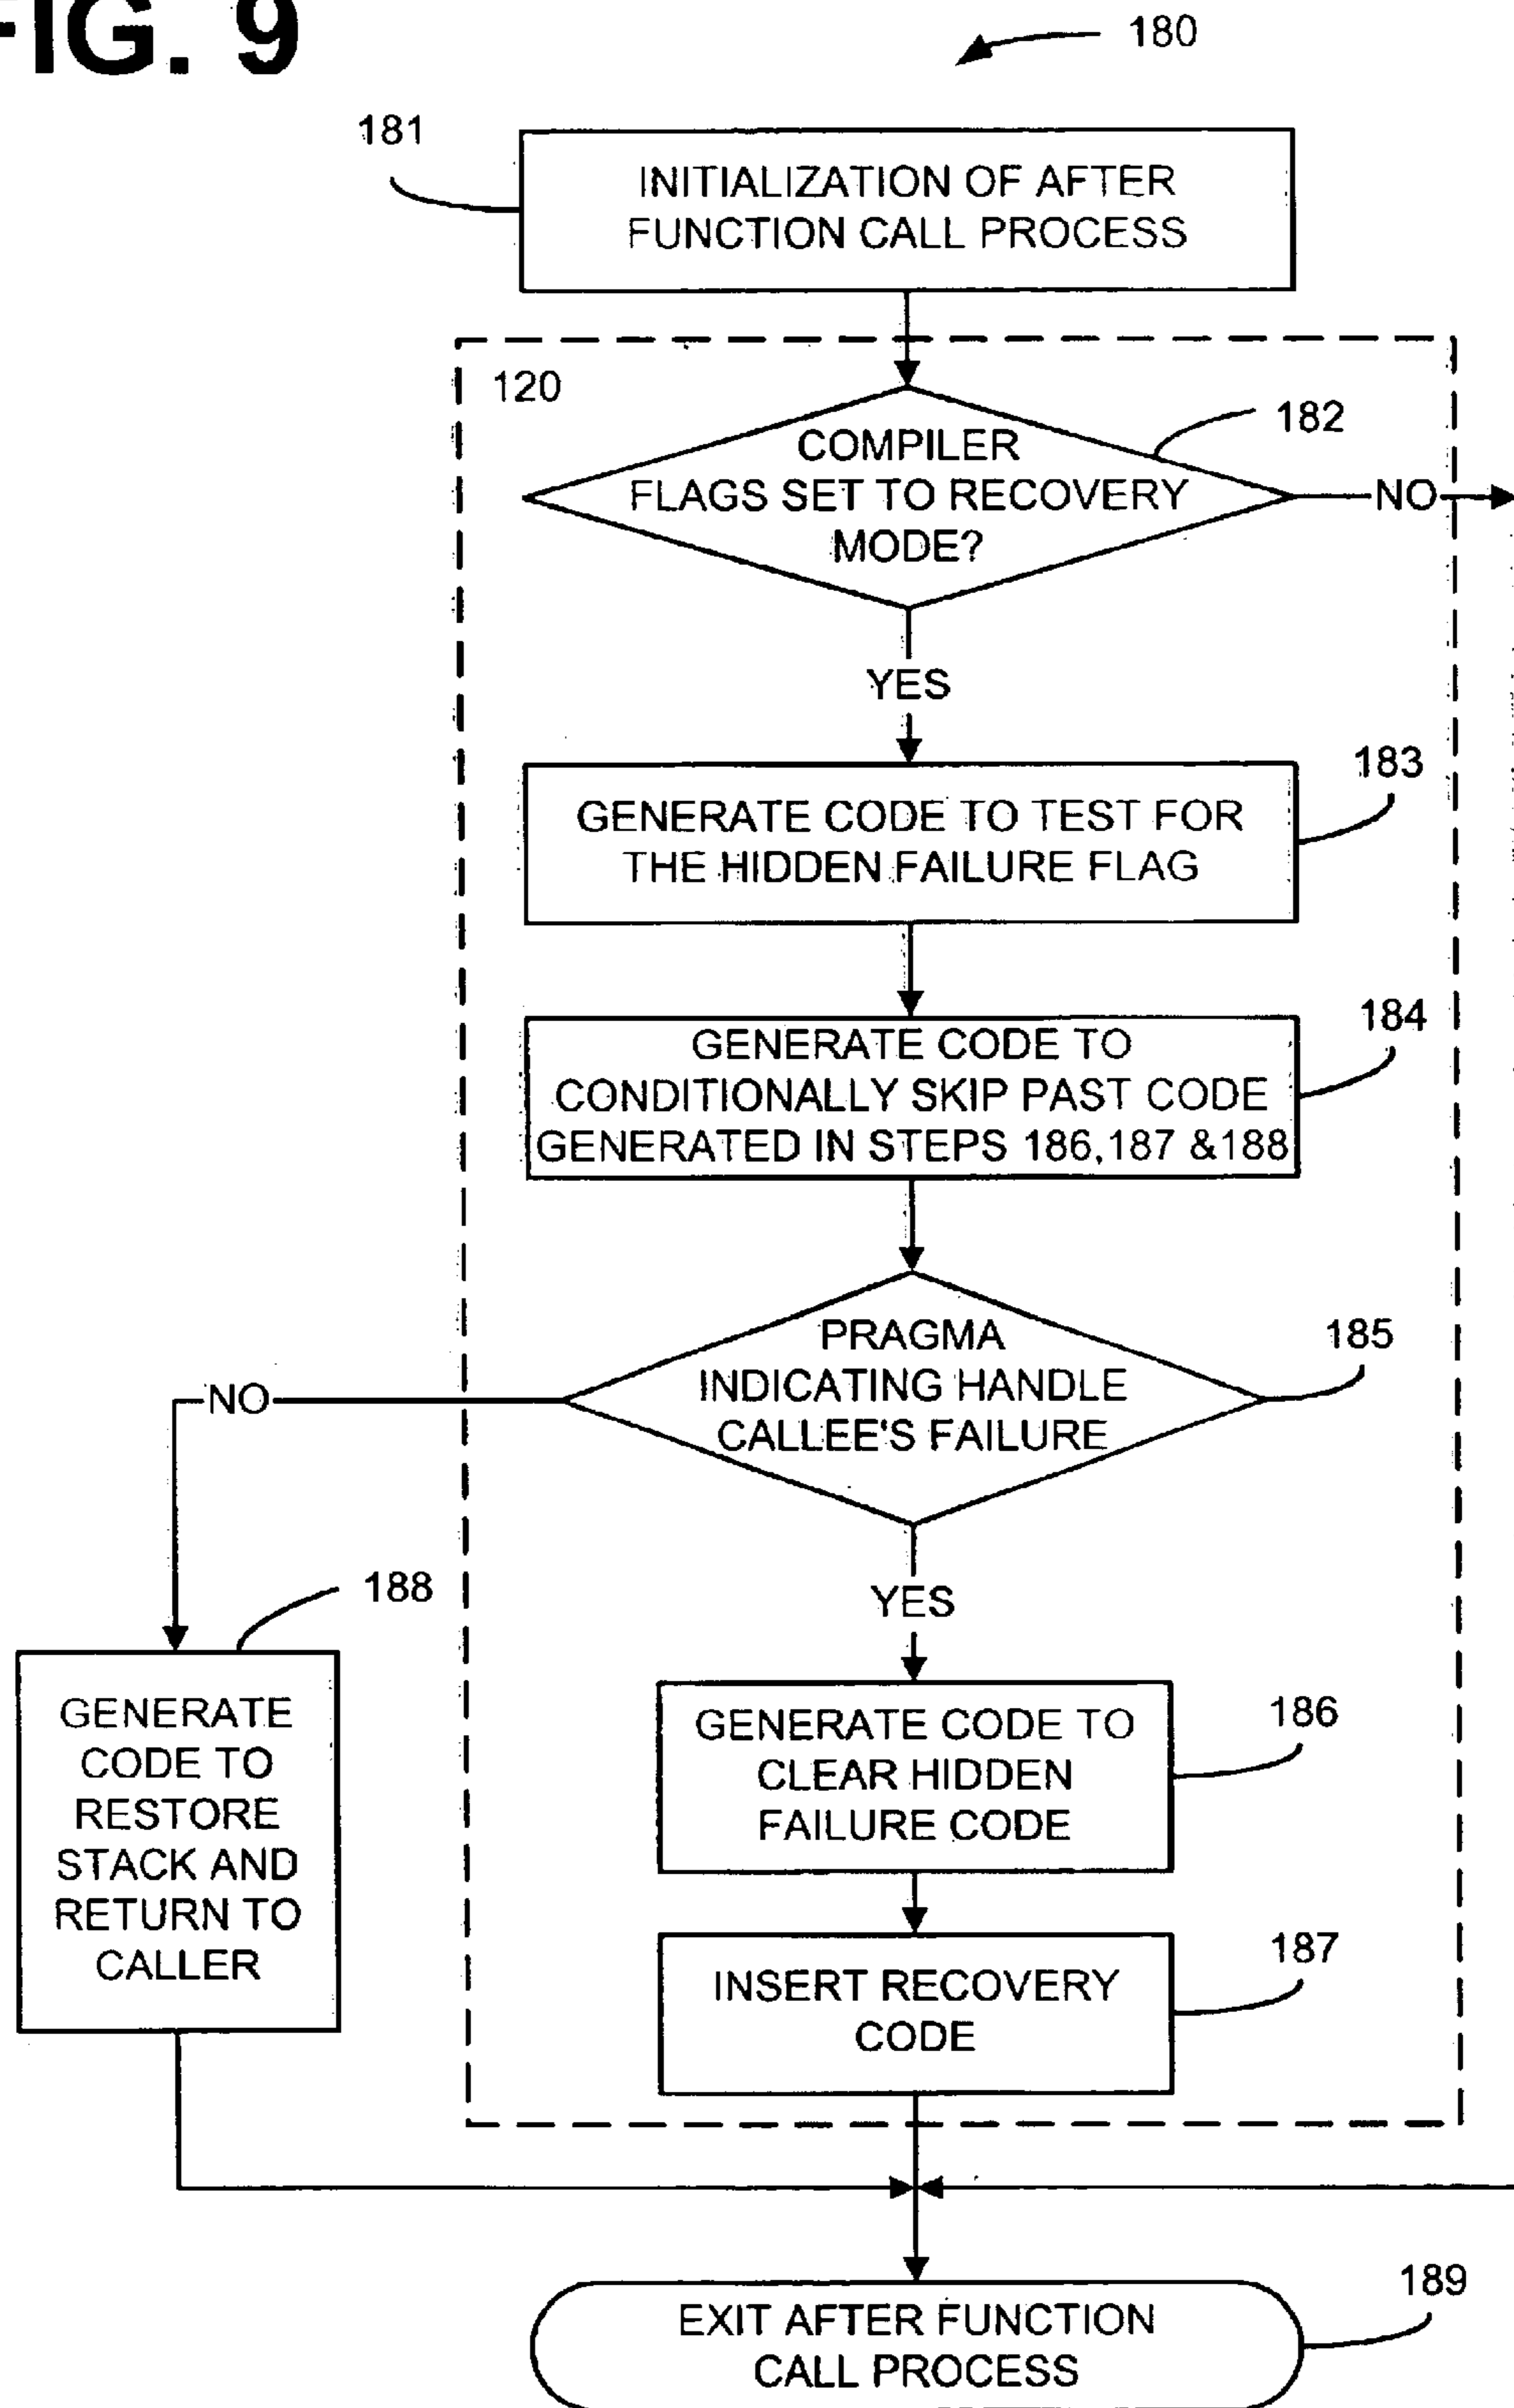 FIG. 9
180
181
INITIALIZATION OF AFTER
FUNCTION CALL PROCESS
120
182
COMPILER
FLAGS SET TO RECOVERY
MODE?
NO
YES
183
GENERATE CODE TO TEST FOR
THE HIDDEN FAILURE FLAG
184
GENERATE CODE TO
CONDITIONALLY SKIP PAST CODE
GENERATED IN STEPS 186,187 &188
185
PRAGMA
INDICATING HANDLE
CALLEE'S FAILURE
NO
YES
188
GENERATE
CODE TO
RESTORE
STACK AND
RETURN TO
CALLER
186
GENERATE CODE TO
CLEAR HIDDEN
FAILURE CODE
187
INSERT RECOVERY
CODE
189
EXIT AFTER FUNCTION
CALL PROCESS